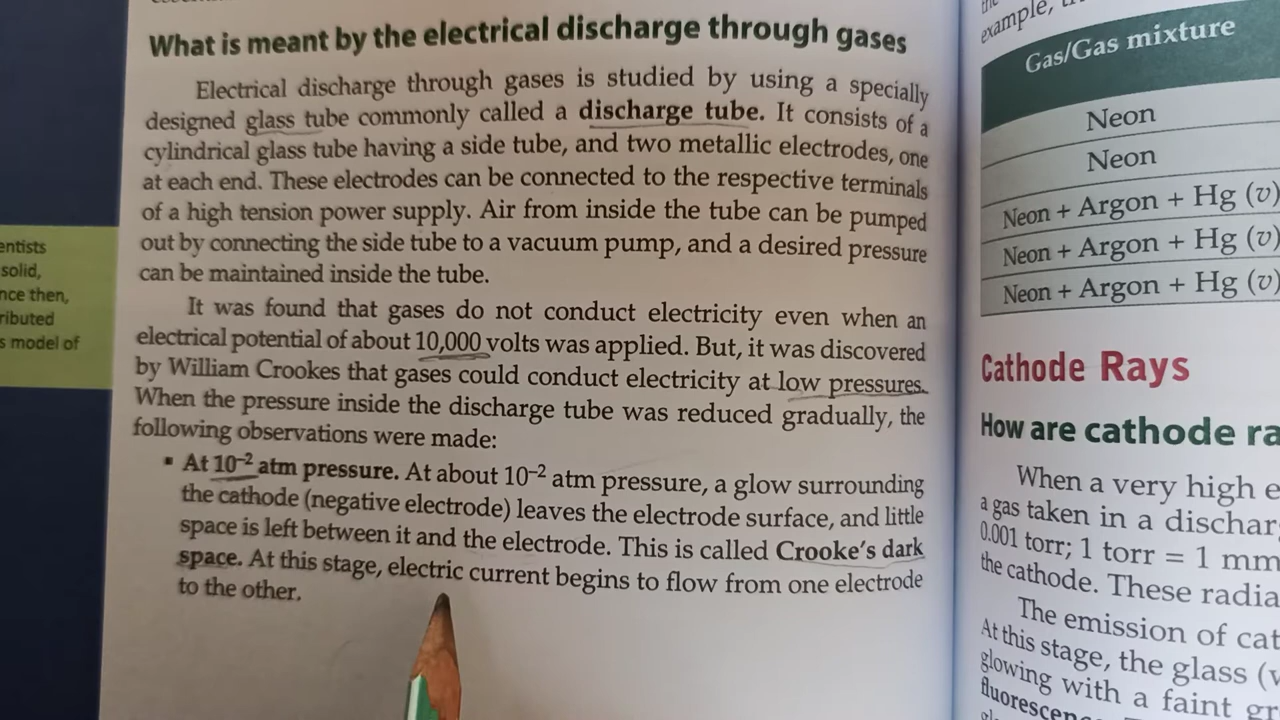 What is meant by the electrical discharge through gases
Electrical discharge through gases is studied by using a specially
designed glass tube commonly called a discharge tube. It consists of a
cylindrical glass tube having a side tube, and two metallic electrodes, one
at each end. These electrodes can be connected to the respective terminals
of a high tension power supply. Air from inside the tube can be pumped
out by connecting the side tube to a vacuum pump, and a desired pressure
can be maintained inside the tube.
It was found that gases do not conduct electricity even when an
electrical potential of about 10,000 volts was applied. But, it was discovered
by William Crookes that gases could conduct electricity at low pressures.
When the pressure inside the discharge tube was reduced gradually, the
following observations were made:
▪ At 10⁻² atm pressure. At about 10⁻² atm pressure, a glow surrounding
the cathode (negative electrode) leaves the electrode surface, and little
space is left between it and the electrode. This is called Crooke's dark
space. At this stage, electric current begins to flow from one electrode
to the other.
entists
solid,
nce then,
ributed
s model of
example,
Gas/Gas mixture
Neon
Neon
Neon + Argon + Hg (v)
Neon + Argon + Hg (v)
Neon + Argon + Hg (v)
Cathode Rays
How are cathode ra
When a very high e
a gas taken in a dischar
0.001 torr; 1 torr = 1 mm
the cathode. These radia
The emission of cat
At this stage, the glass (v
glowing with a faint gr
fluorescen